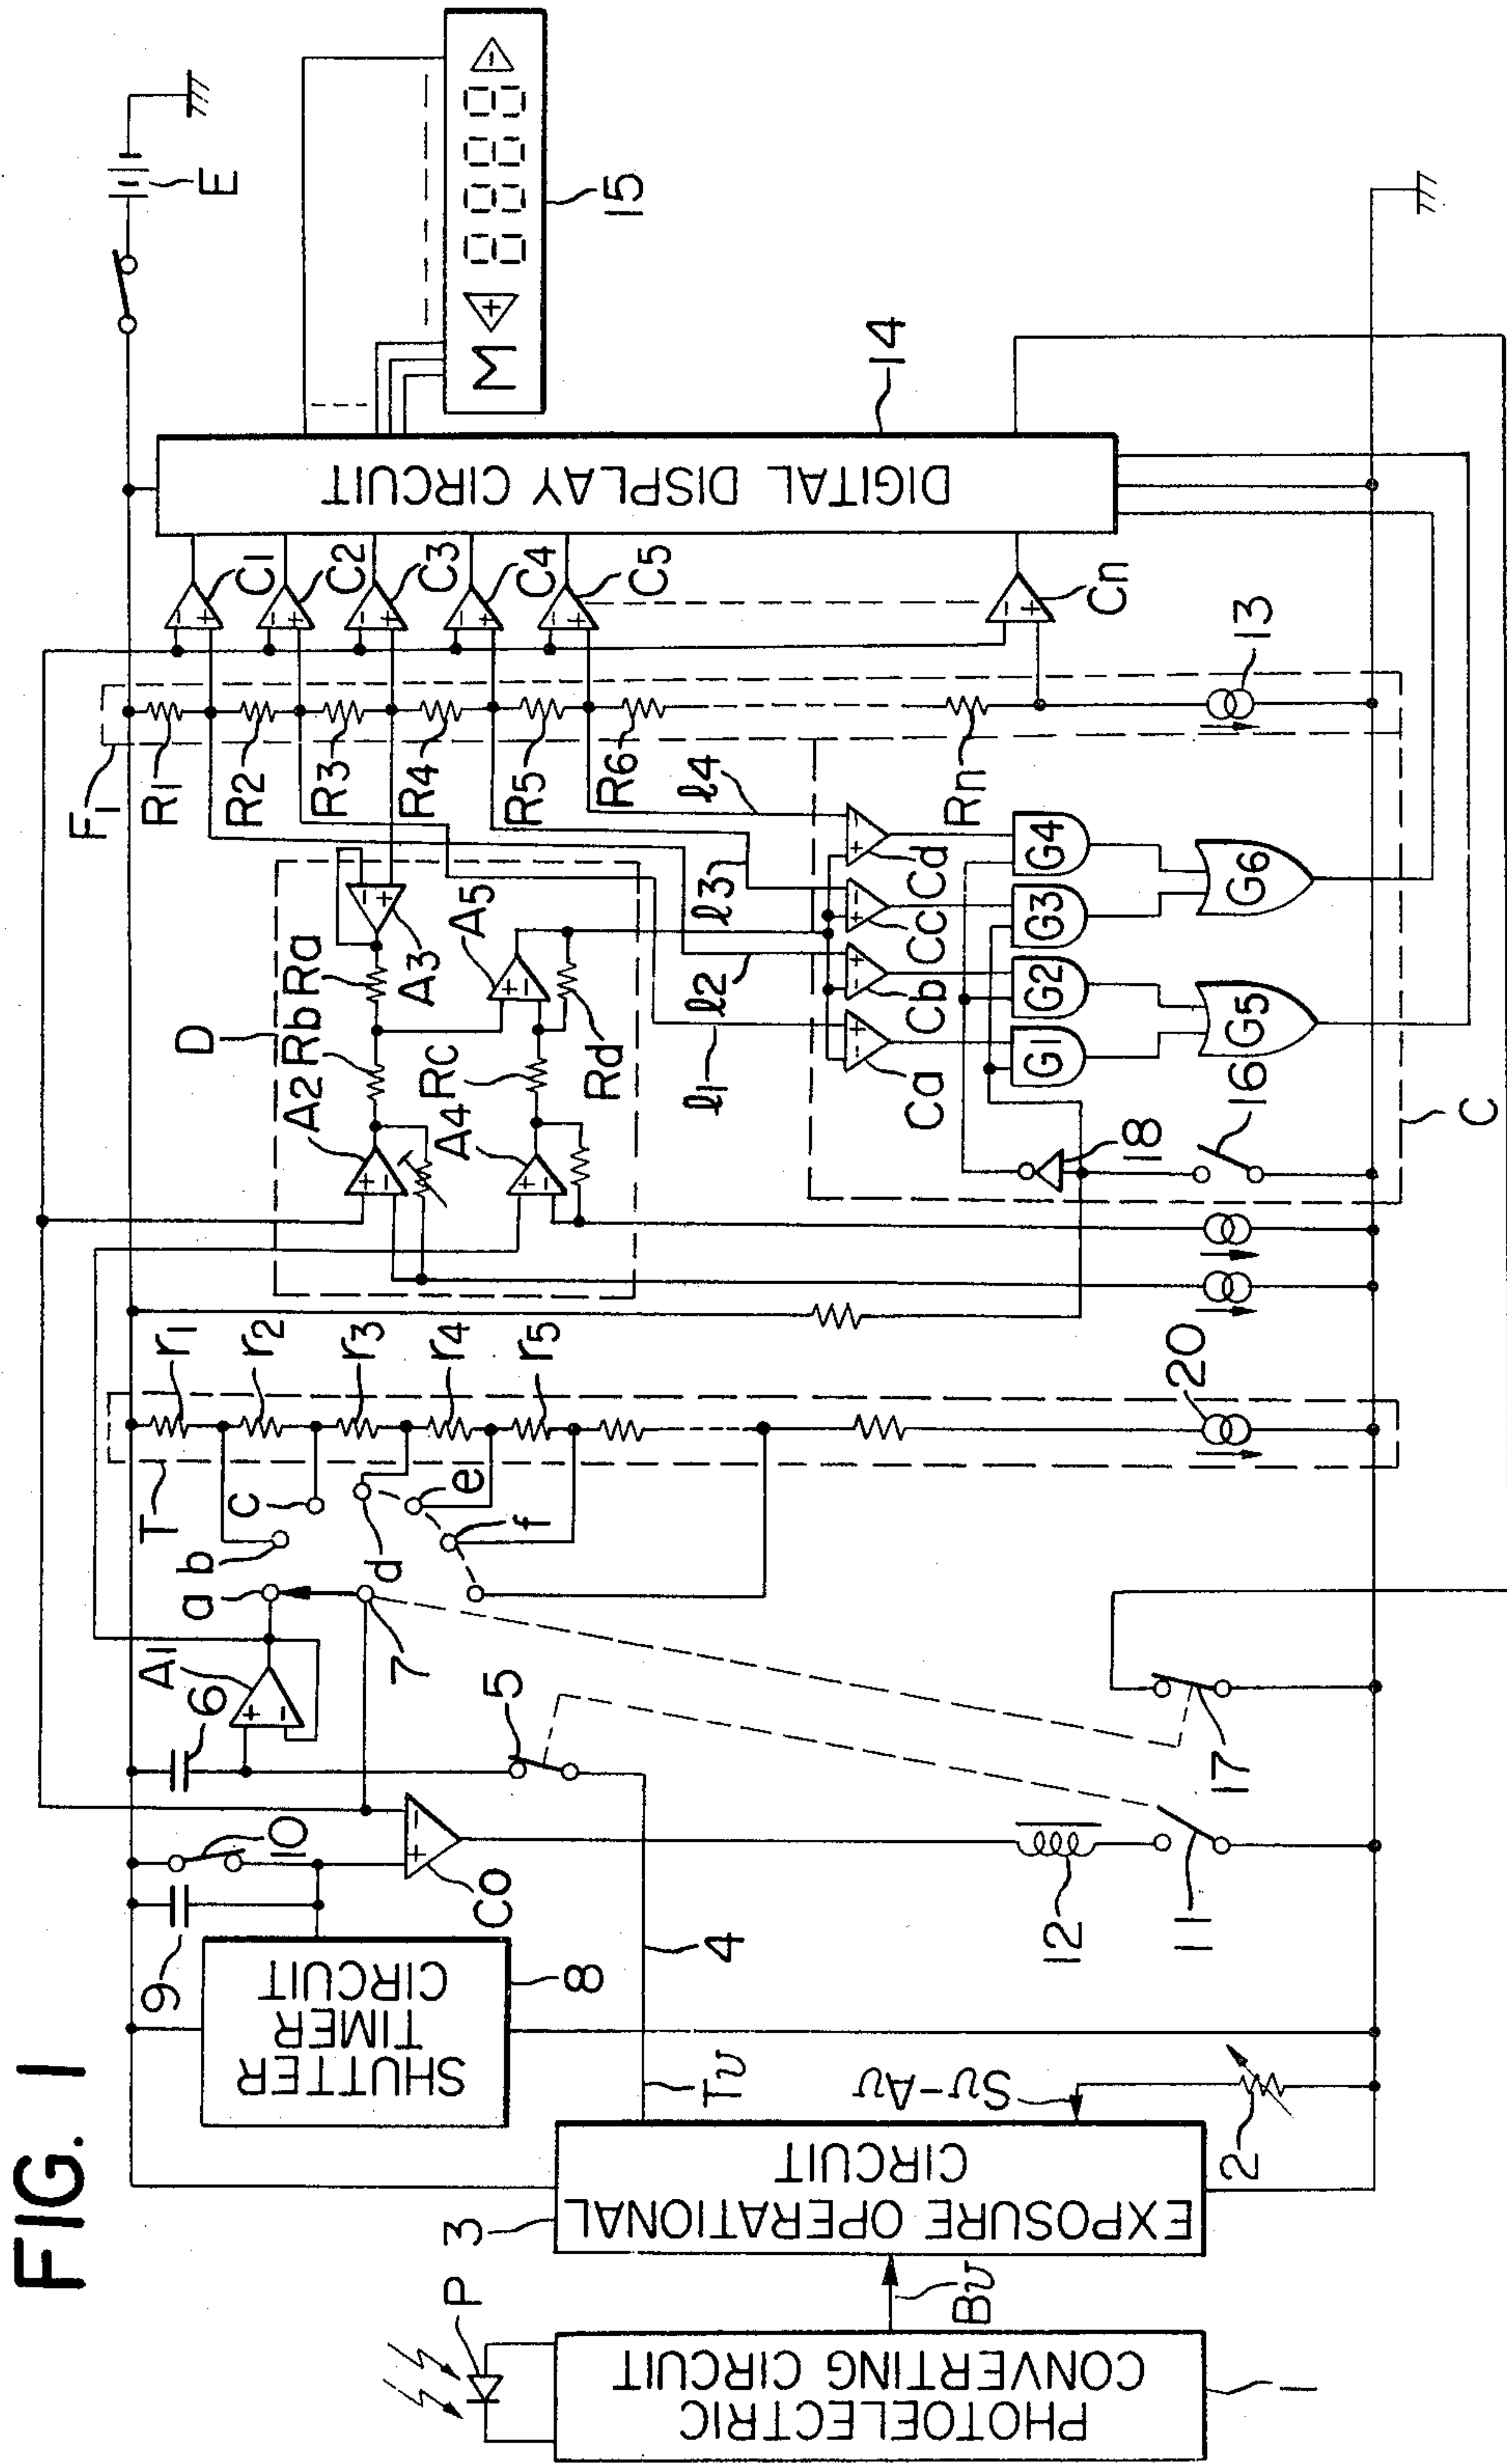 FIG. 1
P
PHOTOELECTRIC
CONVERTING CIRCUIT
1
Bv
3
EXPOSURE OPERATIONAL
CIRCUIT
2
Sv-Av
Tv
4
SHUTTER
TIMER
CIRCUIT
8
9
10
C0
12
11
5
6
A1
7
17
a
b
c
d
e
f
T
r1
r2
r3
r4
r5
20
D
A2
Rb
Ra
A3
A4
Rc
A5
Rd
F1
R1
R2
R3
R4
R5
R6
Rn
l1
l2
l3
l4
Ca
Cb
Cc
Cd
G1
G2
G3
G4
G5
G6
18
16
C
13
C1
C2
C3
C4
C5
Cn
DIGITAL DISPLAY CIRCUIT
14
E
M + 8 8 8 8 -
15